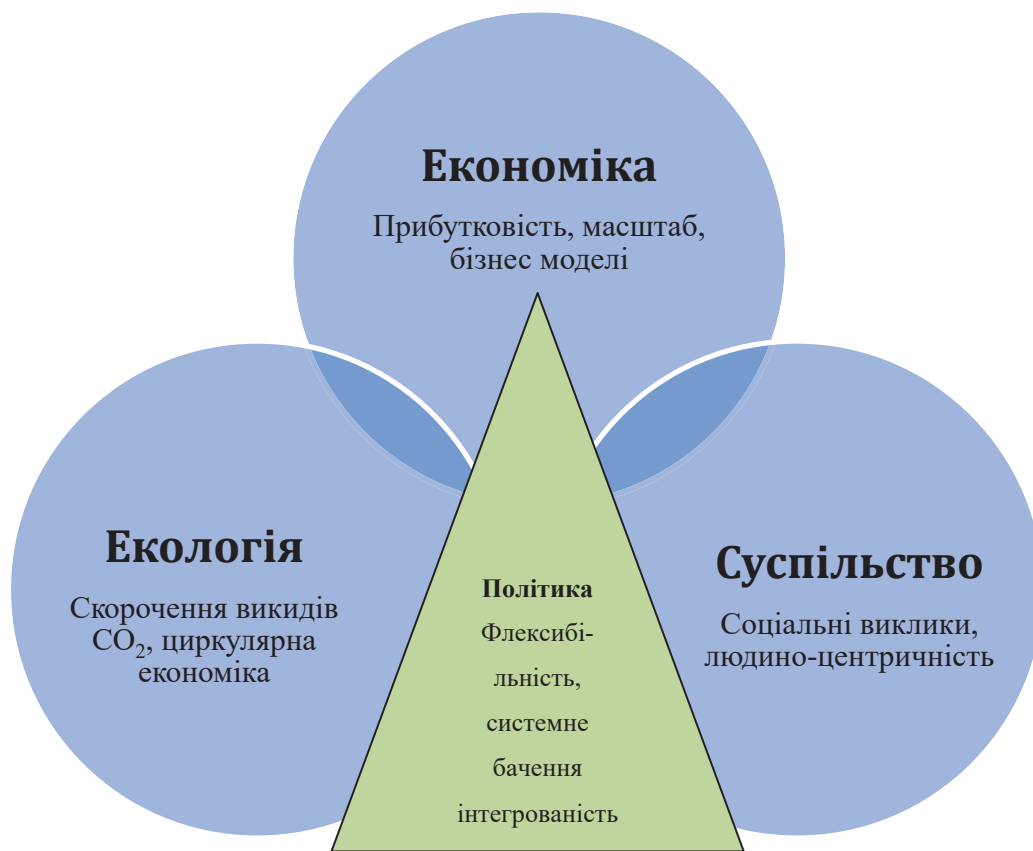 Економіка
Прибутковість, масштаб,
бізнес моделі
Екологія
Скорочення викидів
CO₂, циркулярна
економіка
Політика
Флексибі-
льність,
системне
бачення
інтегрованість
Суспільство
Соціальні виклики,
людино-центричність